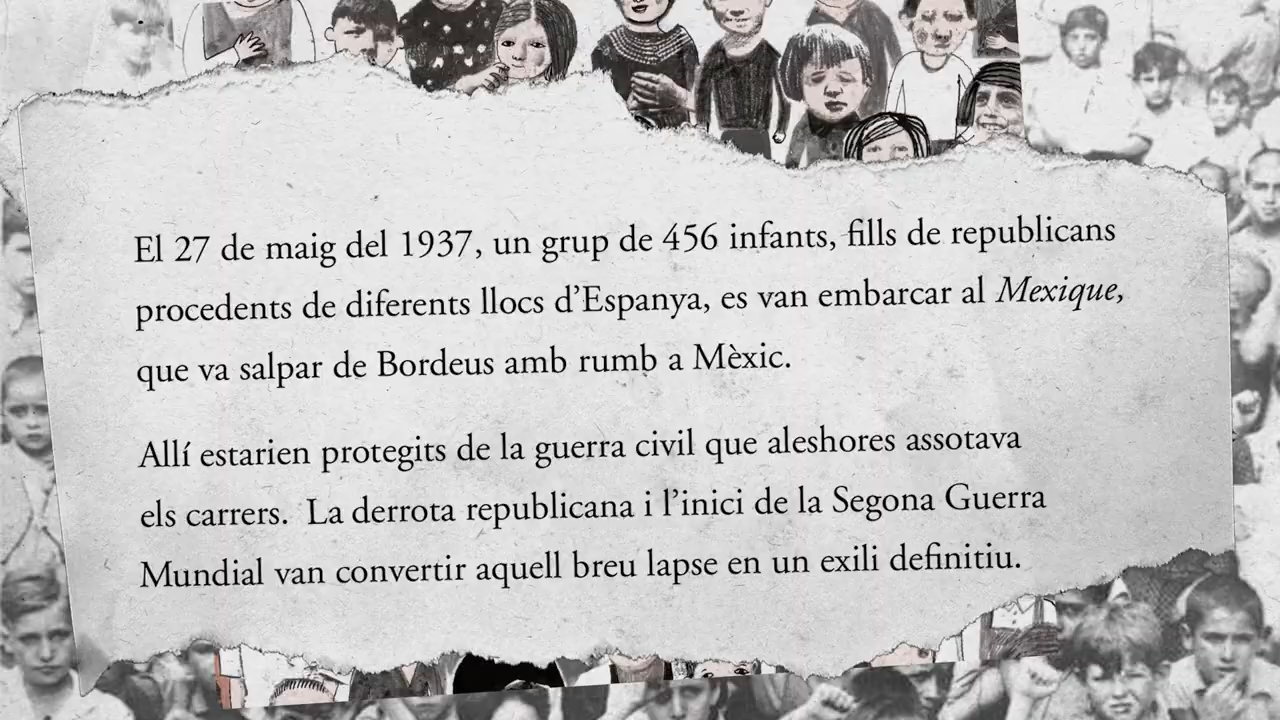 El 27 de maig del 1937, un grup de 456 infants, fills de republicans
procedents de diferents llocs d’Espanya, es van embarcar al Mexique,
que va salpar de Bordeus amb rumb a Mèxic.
Allí estarien protegits de la guerra civil que aleshores assotava
els carrers. La derrota republicana i l’inici de la Segona Guerra
Mundial van convertir aquell breu lapse en un exili definitiu.